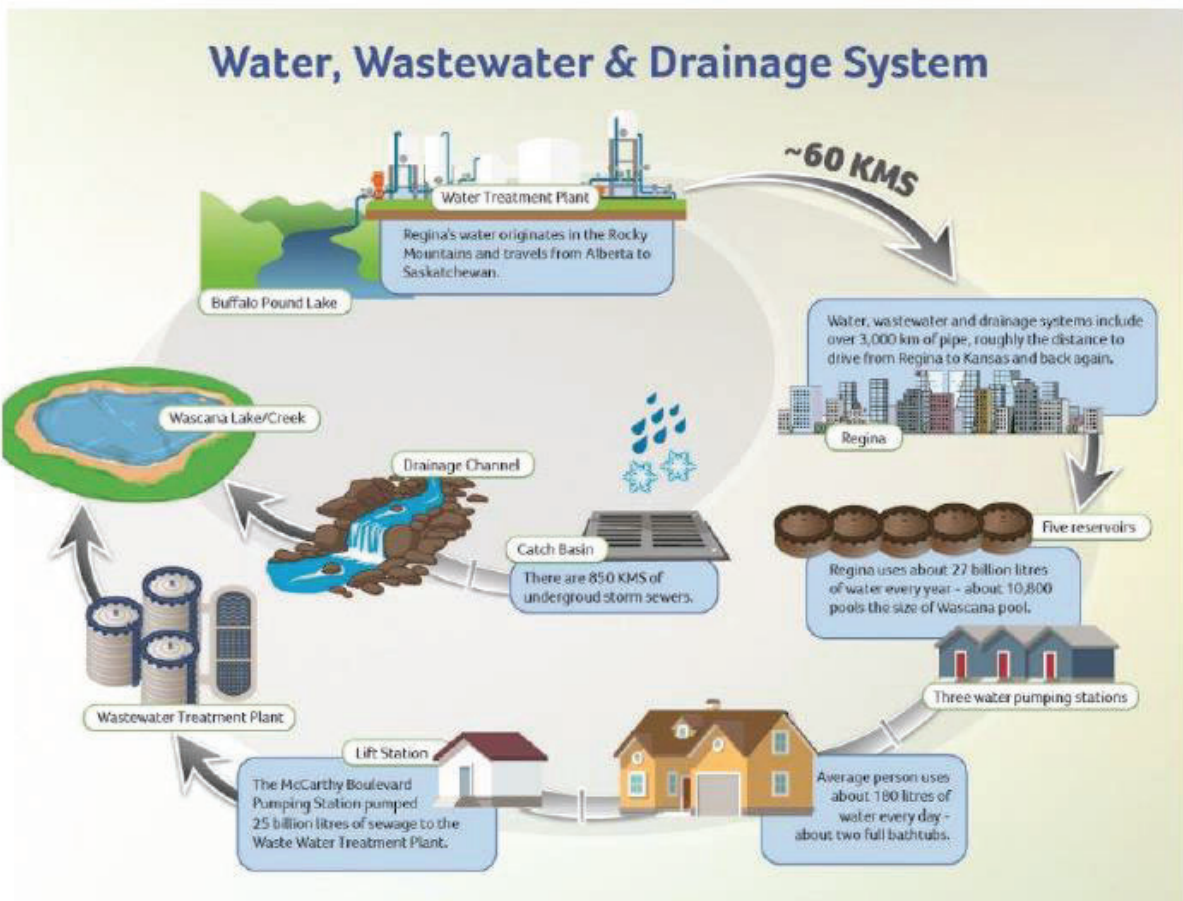 Water, Wastewater & Drainage System
~60 KMS
Water Treatment Plant
Regina's water originates in the Rocky
Mountains and travels from Alberta to
Saskatchewan.
Buffalo Pound Lake
Water, wastewater and drainage systems include
over 3,000 km of pipe, roughly the distance to
drive from Regina to Kansas and back again.
Regina
Wascana Lake/Creek
Drainage Channel
Catch Basin
There are 850 KMS of
undergroud storm sewers.
Five reservoirs
Regina uses about 27 billion litres
of water every year - about 10,800
pools the size of Wascana pool.
Three water pumping stations
Wastewater Treatment Plant
Lift Station
The McCarthy Boulevard
Pumping Station pumped
25 billion litres of sewage to the
Waste Water Treatment Plant.
Average person uses
about 180 litres of
water every day -
about two full bathtubs.